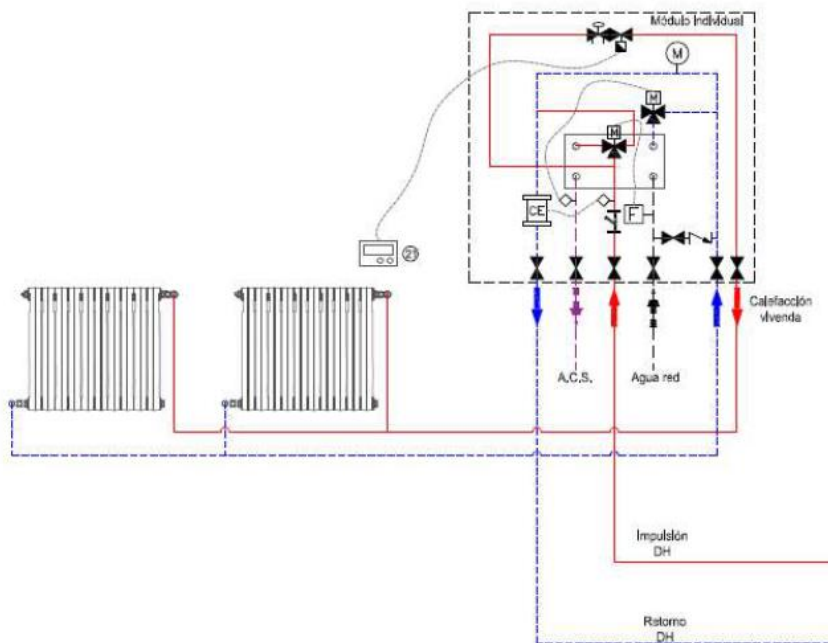 Módulo individual
M
M
M
CE
F
21
Calefacción
vivenda
A.C.S.
Agua red
Impulsión
DH
Retorno
DH